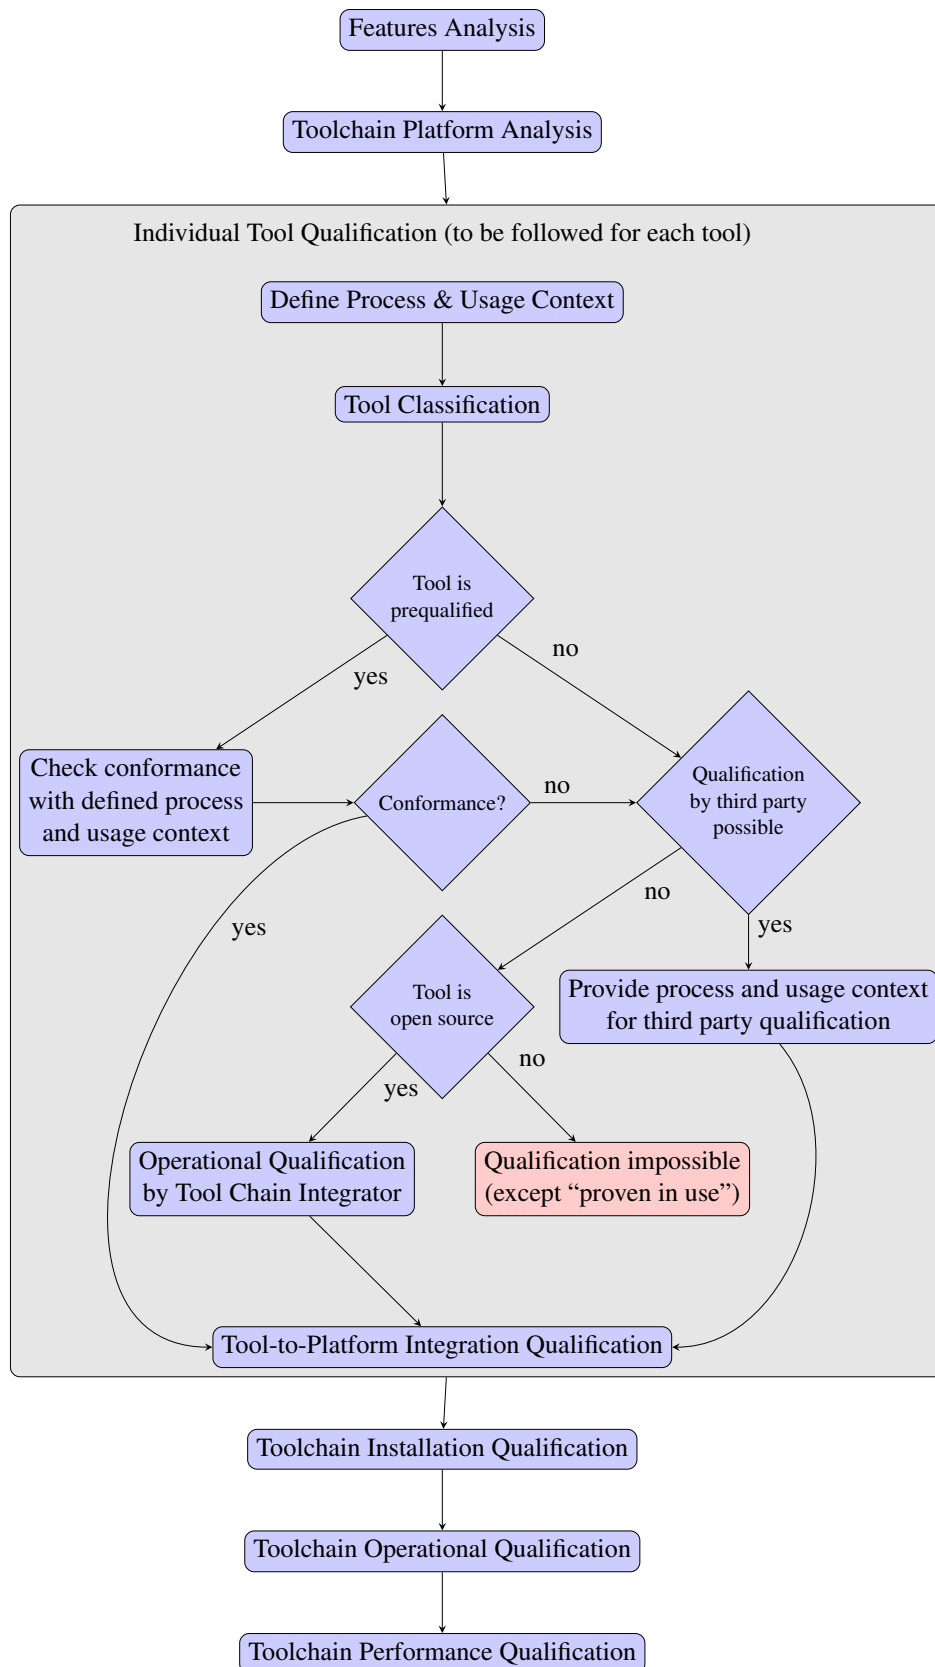 Features Analysis
Toolchain Platform Analysis
Individual Tool Qualification (to be followed for each tool)
Define Process & Usage Context
Tool Classification
Tool is
prequalified
yes
no
Check conformance
with defined process
and usage context
Conformance?
no
Qualification
by third party
possible
yes
no
yes
Tool is
open source
Provide process and usage context
for third party qualification
yes
no
Operational Qualification
by Tool Chain Integrator
Qualification impossible
(except “proven in use”)
Tool-to-Platform Integration Qualification
Toolchain Installation Qualification
Toolchain Operational Qualification
Toolchain Performance Qualification